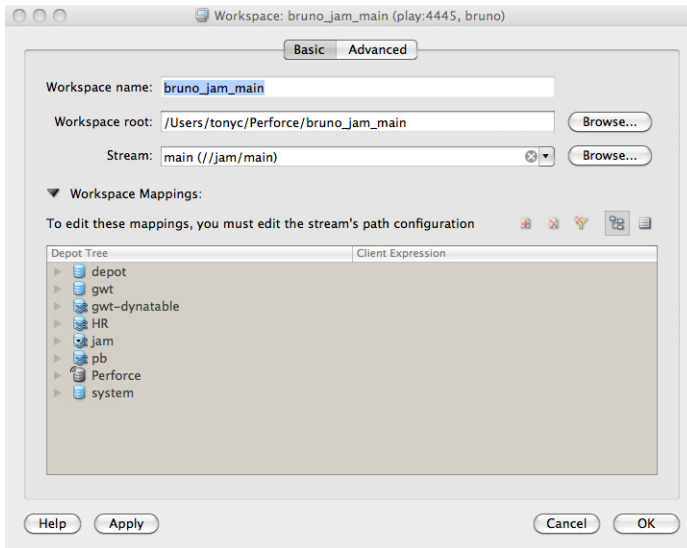 Workspace: bruno_jam_main (play:4445, bruno)
Basic Advanced
Workspace name: bruno_jam_main
Workspace root: /Users/tonyc/Perforce/bruno_jam_main Browse...
Stream: main (//jam/main) Browse...
Workspace Mappings:
To edit these mappings, you must edit the stream's path configuration
Depot Tree Client Expression
depot
gwt
gwt-dynatable
HR
jam
pb
Perforce
system
Help Apply Cancel OK